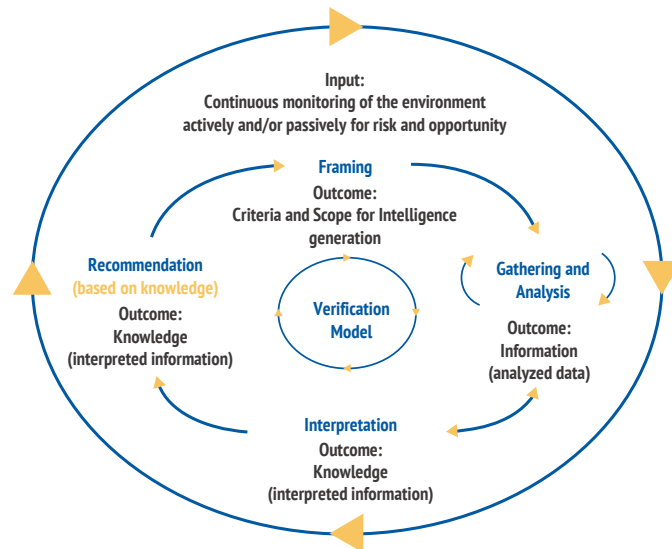 Input:
Continuous monitoring of the environment
actively and/or passively for risk and opportunity
Framing
Outcome:
Criteria and Scope for Intelligence
generation
Recommendation
(based on knowledge)
Outcome:
Knowledge
(interpreted information)
Verification
Model
Gathering and
Analysis
Outcome:
Information
(analyzed data)
Interpretation
Outcome:
Knowledge
(interpreted information)